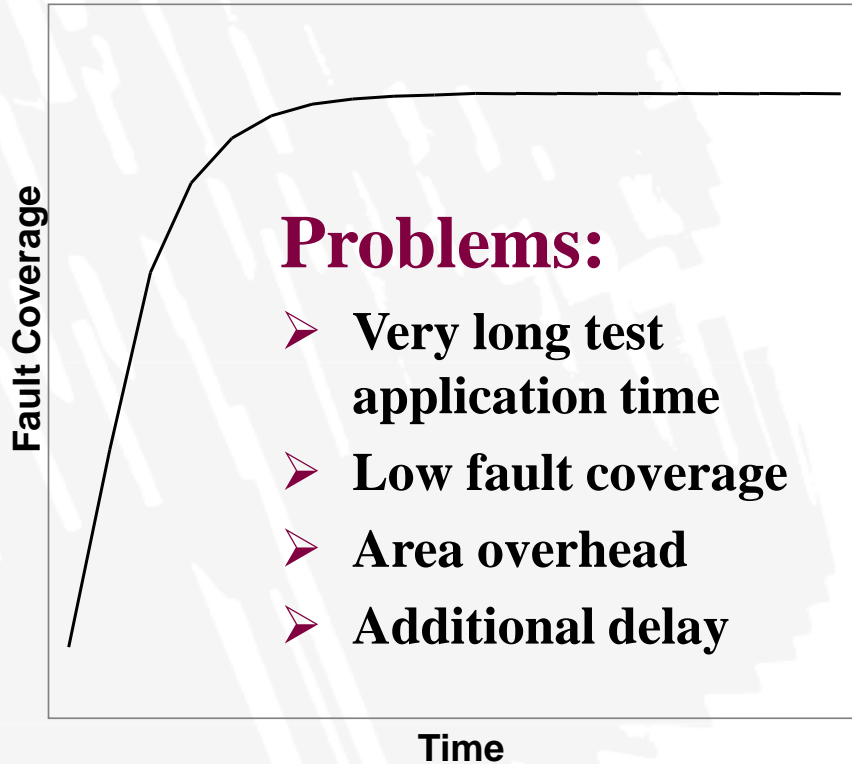 Fault Coverage
Problems:
➢ Very long test
application time
➢ Low fault coverage
➢ Area overhead
➢ Additional delay
Time